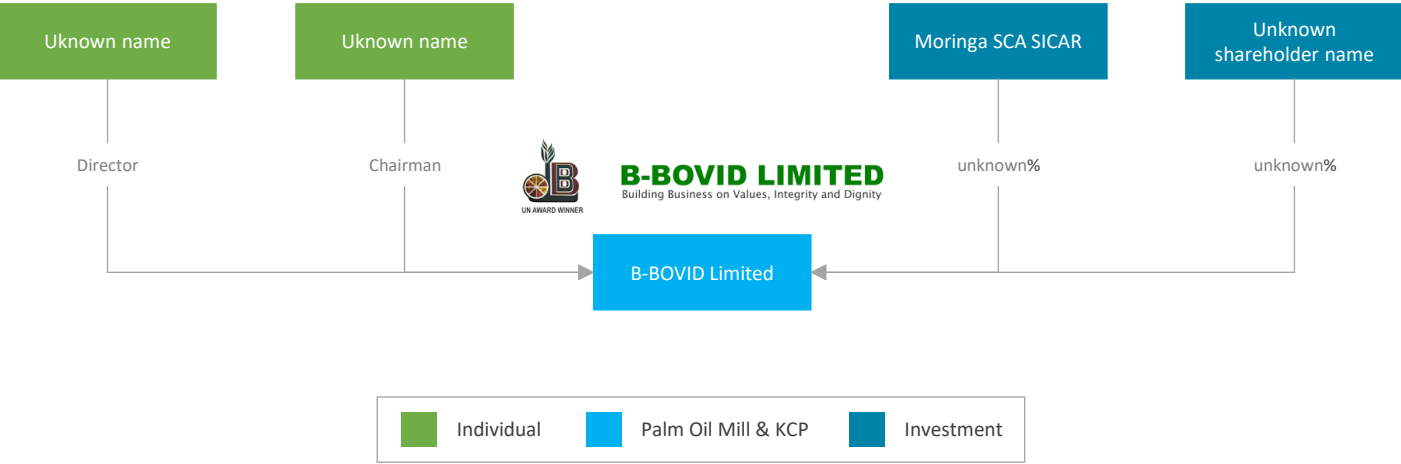 Uknown name
Uknown name
Moringa SCA SICAR
Unknown
shareholder name
Director
Chairman
unknown%
unknown%
B
UN AWARD WINNER
B-BOVID LIMITED
Building Business on Values, Integrity and Dignity
B-BOVID Limited
Individual
Palm Oil Mill & KCP
Investment